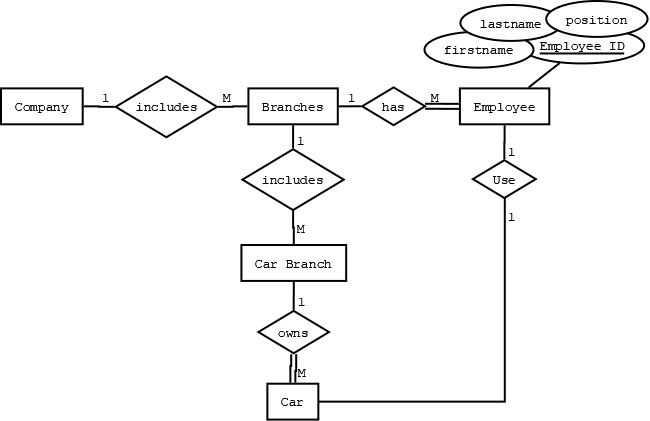 lastname
position
firstname
Employee ID
Company
1
includes
M
Branches
1
has
M
Employee
1
1
includes
Use
1
M
Car Branch
1
owns
M
Car